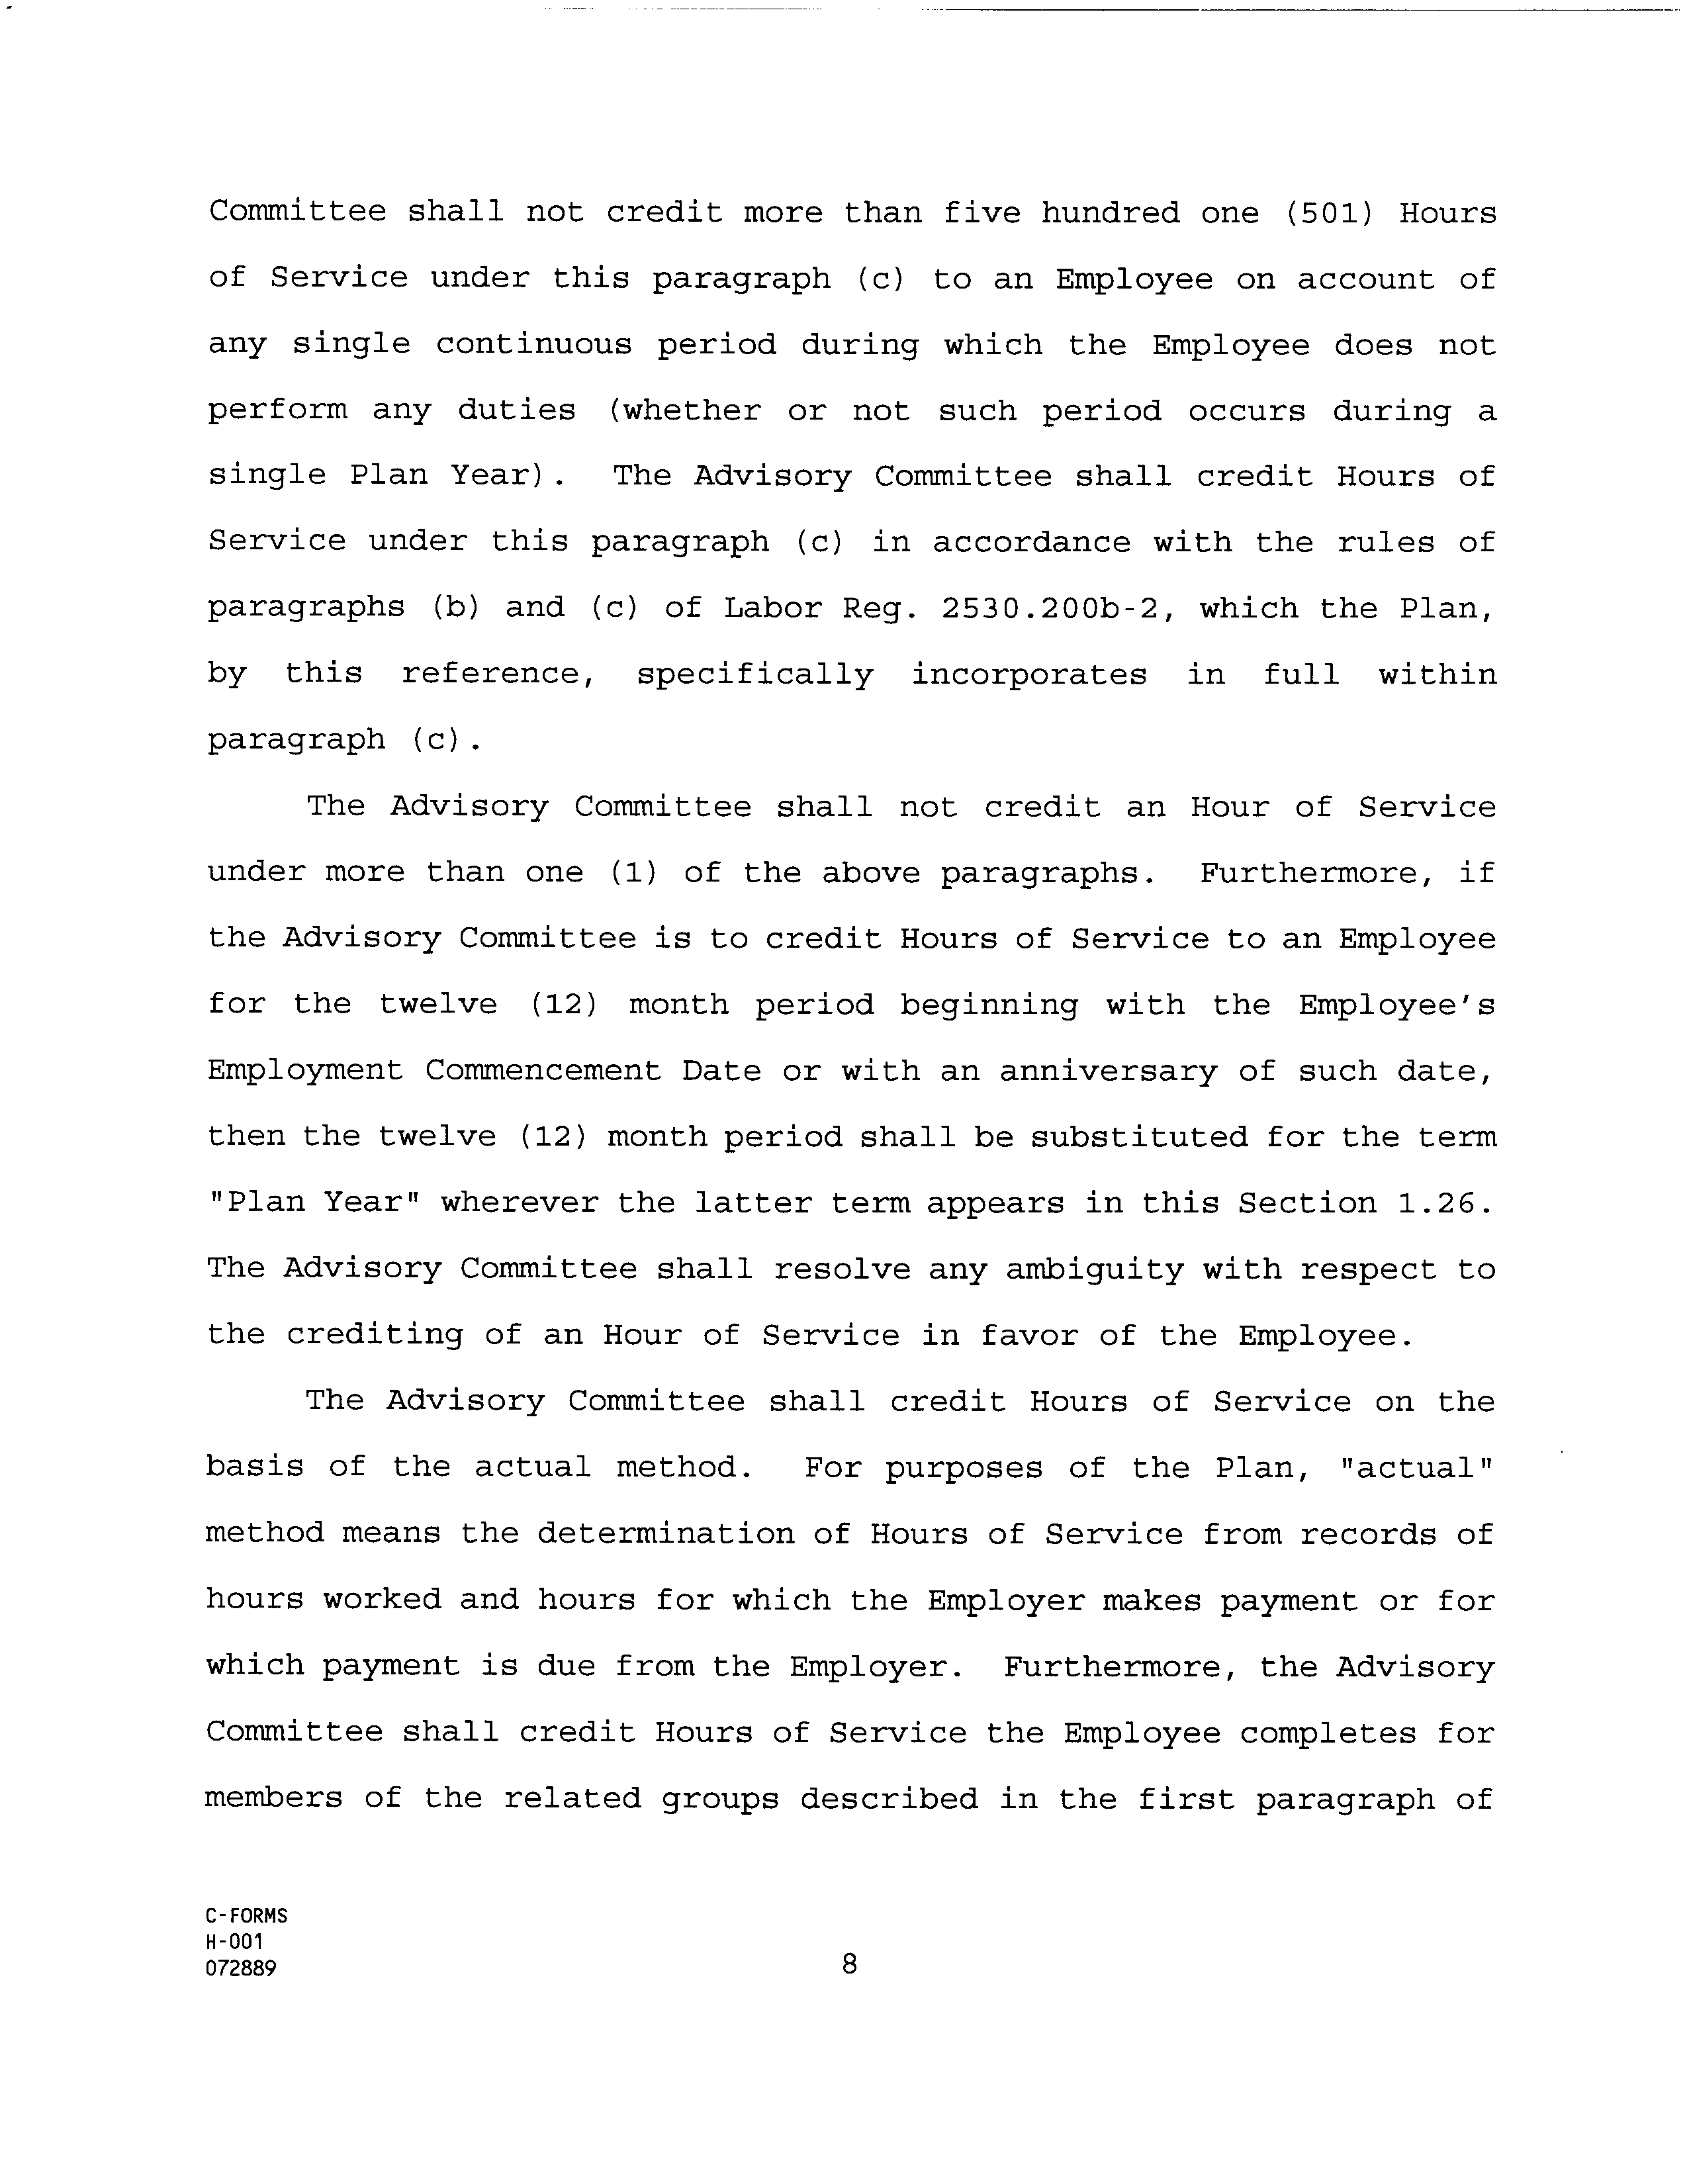 Committee shall not credit more than five hundred one (501) Hours
of Service under this paragraph (c) to an Employee on account of
any single continuous period during which the Employee does not
perform any duties (whether or not such period occurs during a
single Plan Year). The Advisory Committee shall credit Hours of
Service under this paragraph (c) in accordance with the rules of
paragraphs (b) and (c) of Labor Reg. 2530.200b-2, which the Plan,
by this reference, specifically incorporates in full within
paragraph (c).
The Advisory Committee shall not credit an Hour of Service
under more than one (1) of the above paragraphs. Furthermore, if
the Advisory Committee is to credit Hours of Service to an Employee
for the twelve (12) month period beginning with the Employee's
Employment Commencement Date or with an anniversary of such date,
then the twelve (12) month period shall be substituted for the term
"Plan Year" wherever the latter term appears in this Section 1.26.
The Advisory Committee shall resolve any ambiguity with respect to
the crediting of an Hour of Service in favor of the Employee.
The Advisory Committee shall credit Hours of Service on the
basis of the actual method. For purposes of the Plan, "actual"
method means the determination of Hours of Service from records of
hours worked and hours for which the Employer makes payment or for
which payment is due from the Employer. Furthermore, the Advisory
Committee shall credit Hours of Service the Employee completes for
members of the related groups described in the first paragraph of
C-FORMS
H-001
072889
8